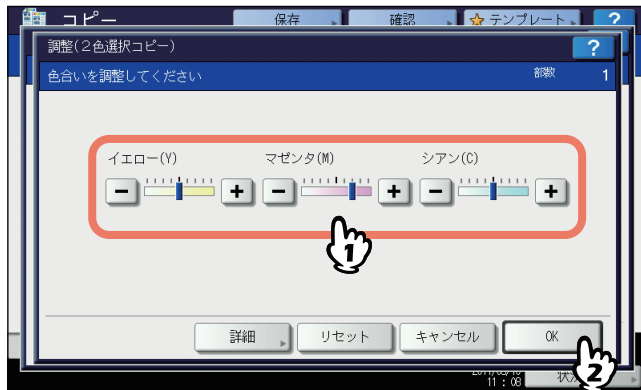 コピー 保存 確認 テンプレート ?
調整(2色選択コピー) ?
色合いを調整してください 部数 1
イエロー(Y) マゼンタ(M) シアン(C)
- + - + - +
1
詳細 リセット キャンセル OK
11:08
2